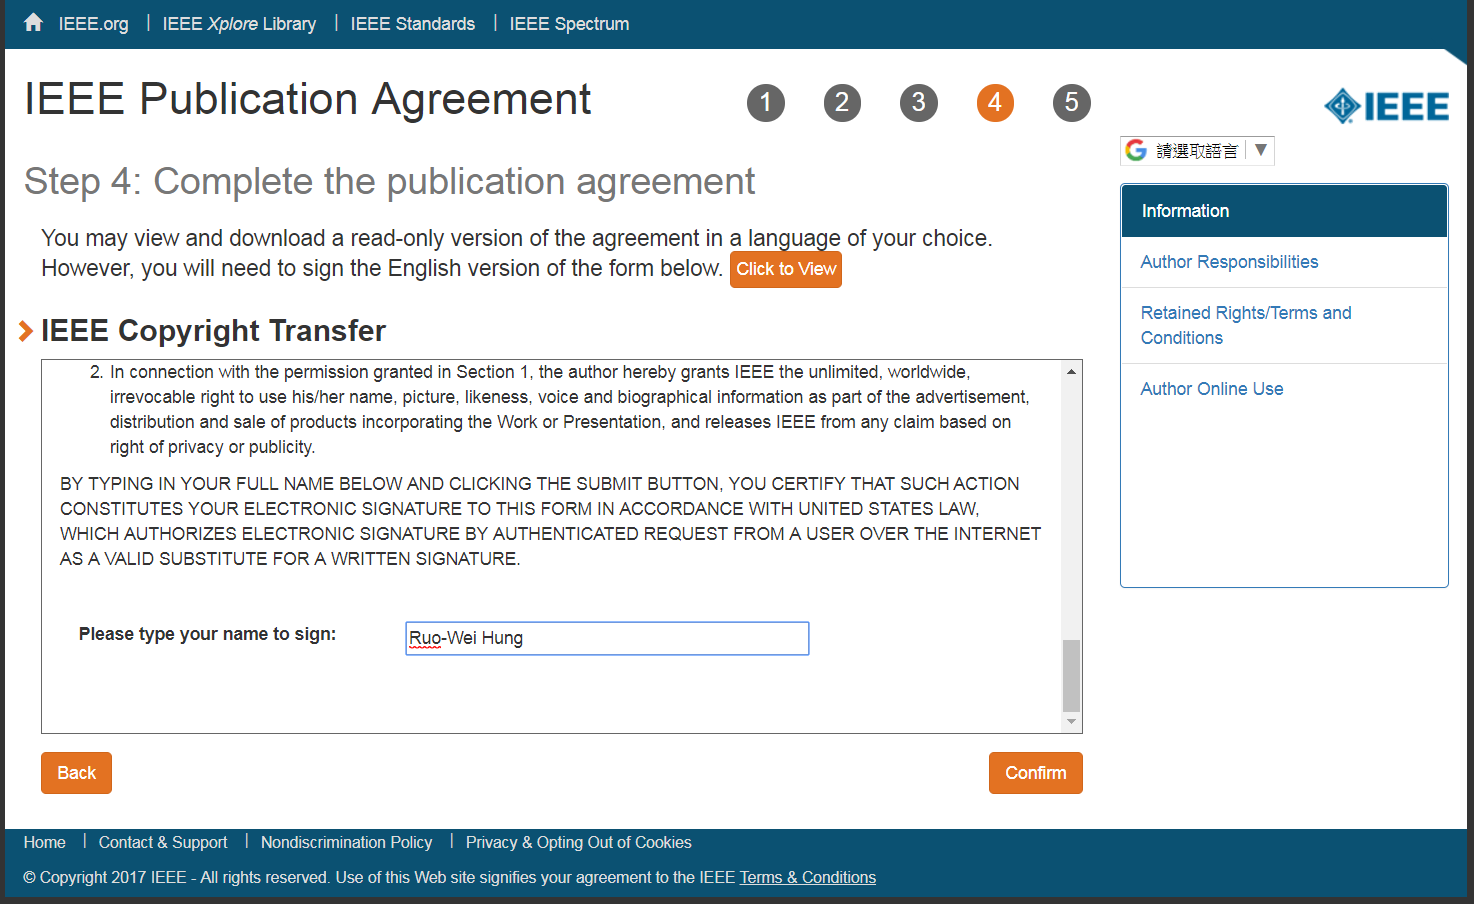 IEEE.org | IEEE Xplore Library | IEEE Standards | IEEE Spectrum
IEEE Publication Agreement
1 2 3 4 5
IEEE
請選取語言 ▼
Step 4: Complete the publication agreement
You may view and download a read-only version of the agreement in a language of your choice.
However, you will need to sign the English version of the form below. Click to View
IEEE Copyright Transfer
2. In connection with the permission granted in Section 1, the author hereby grants IEEE the unlimited, worldwide,
irrevocable right to use his/her name, picture, likeness, voice and biographical information as part of the advertisement,
distribution and sale of products incorporating the Work or Presentation, and releases IEEE from any claim based on
right of privacy or publicity.
BY TYPING IN YOUR FULL NAME BELOW AND CLICKING THE SUBMIT BUTTON, YOU CERTIFY THAT SUCH ACTION
CONSTITUTES YOUR ELECTRONIC SIGNATURE TO THIS FORM IN ACCORDANCE WITH UNITED STATES LAW,
WHICH AUTHORIZES ELECTRONIC SIGNATURE BY AUTHENTICATED REQUEST FROM A USER OVER THE INTERNET
AS A VALID SUBSTITUTE FOR A WRITTEN SIGNATURE.
Please type your name to sign: Ruo-Wei Hung
Back
Confirm
Information
Author Responsibilities
Retained Rights/Terms and
Conditions
Author Online Use
Home | Contact & Support | Nondiscrimination Policy | Privacy & Opting Out of Cookies
© Copyright 2017 IEEE - All rights reserved. Use of this Web site signifies your agreement to the IEEE Terms & Conditions